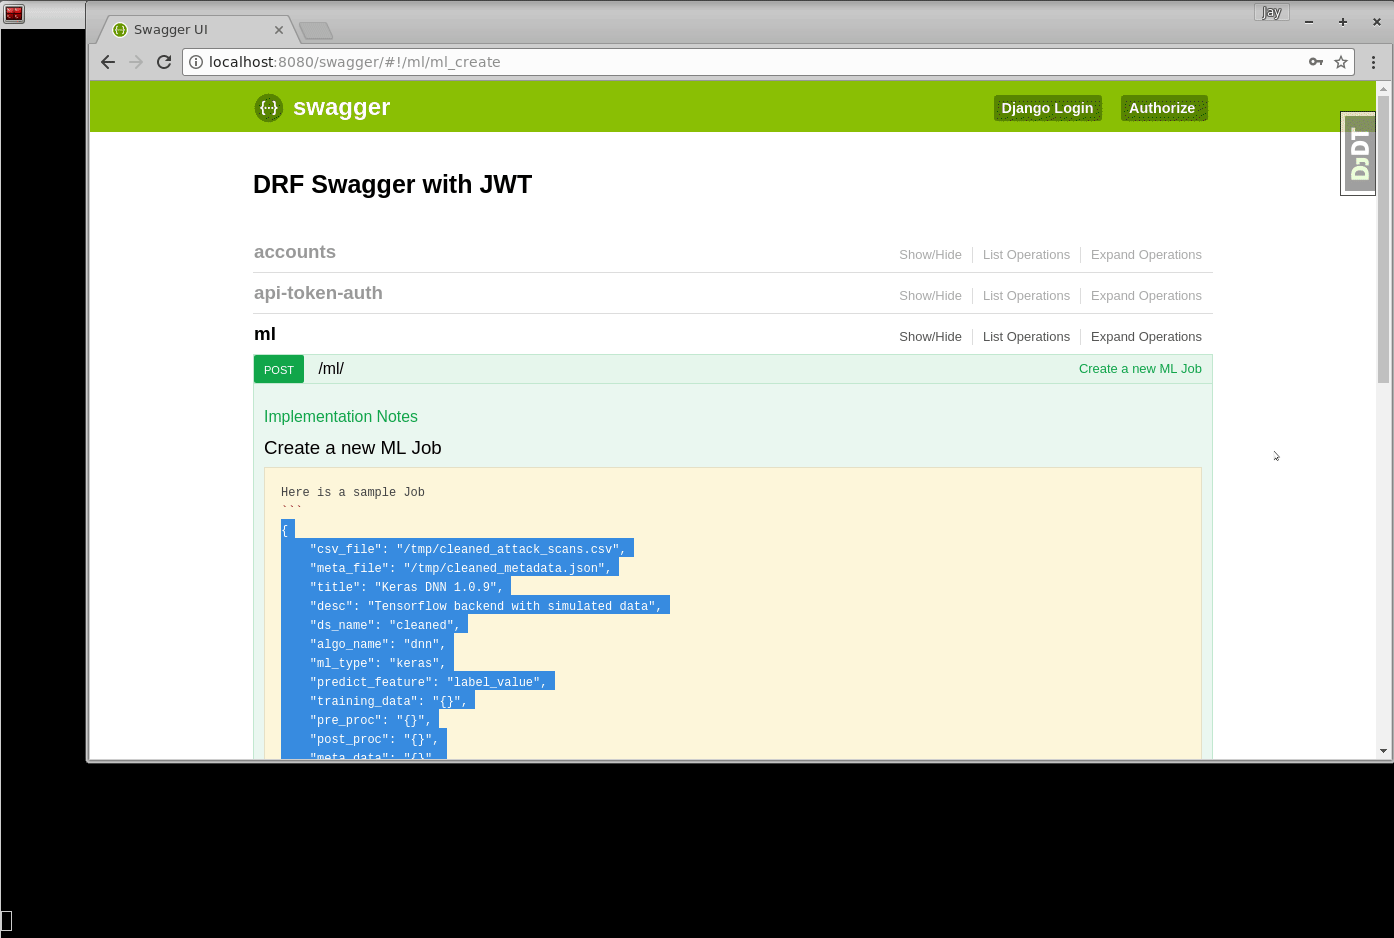 Jay
Swagger UI
localhost:8080/swagger/#!/ml/ml_create
{···} swagger
Django Login
Authorize
DJDT
DRF Swagger with JWT
accounts
Show/Hide
List Operations
Expand Operations
api-token-auth
Show/Hide
List Operations
Expand Operations
ml
Show/Hide
List Operations
Expand Operations
POST
/ml/
Create a new ML Job
Implementation Notes
Create a new ML Job
Here is a sample Job
```
{
"csv_file": "/tmp/cleaned_attack_scans.csv",
"meta_file": "/tmp/cleaned_metadata.json",
"title": "Keras DNN 1.0.9",
"desc": "Tensorflow backend with simulated data",
"ds_name": "cleaned",
"algo_name": "dnn",
"ml_type": "keras",
"predict_feature": "label_value",
"training_data": "{}",
"pre_proc": "{}",
"post_proc": "{}",
"meta_data": "{}"